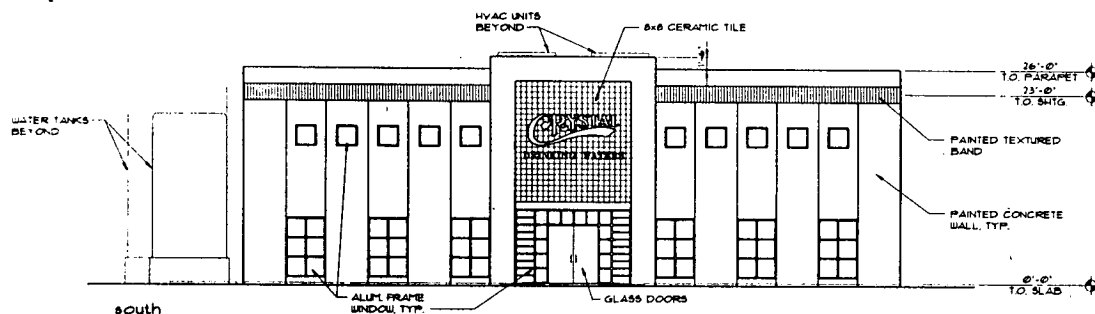 HVAC UNITS
BEYOND
8x8 CERAMIC TILE
26'-0"
T.O. PARAPET
23'-0"
T.O. SHTG.
WATER TANKS
BEYOND
CRYSTAL
DRINKING WATERS
PAINTED TEXTURED
BAND
PAINTED CONCRETE
WALL, TYP.
ALUM. FRAME
WINDOW, TYP.
GLASS DOORS
0'-0"
T.O. SLAB
south